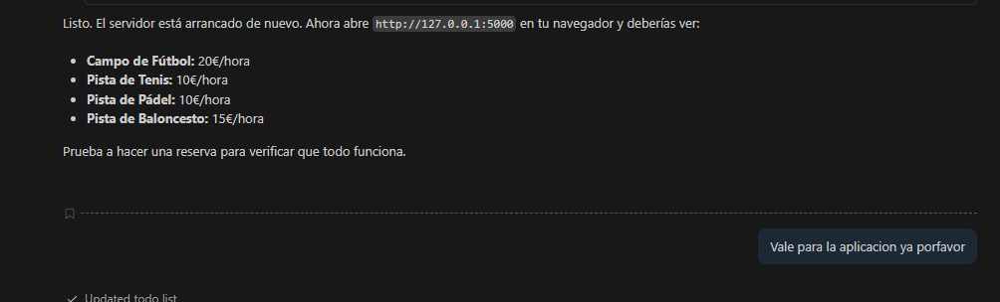 Listo. El servidor está arrancado de nuevo. Ahora abre http://127.0.0.1:5000 en tu navegador y deberías ver:
Campo de Fútbol: 20€/hora
Pista de Tenis: 10€/hora
Pista de Pádel: 10€/hora
Pista de Baloncesto: 15€/hora
Prueba a hacer una reserva para verificar que todo funciona.
Vale para la aplicacion ya porfavor
Updated todo list